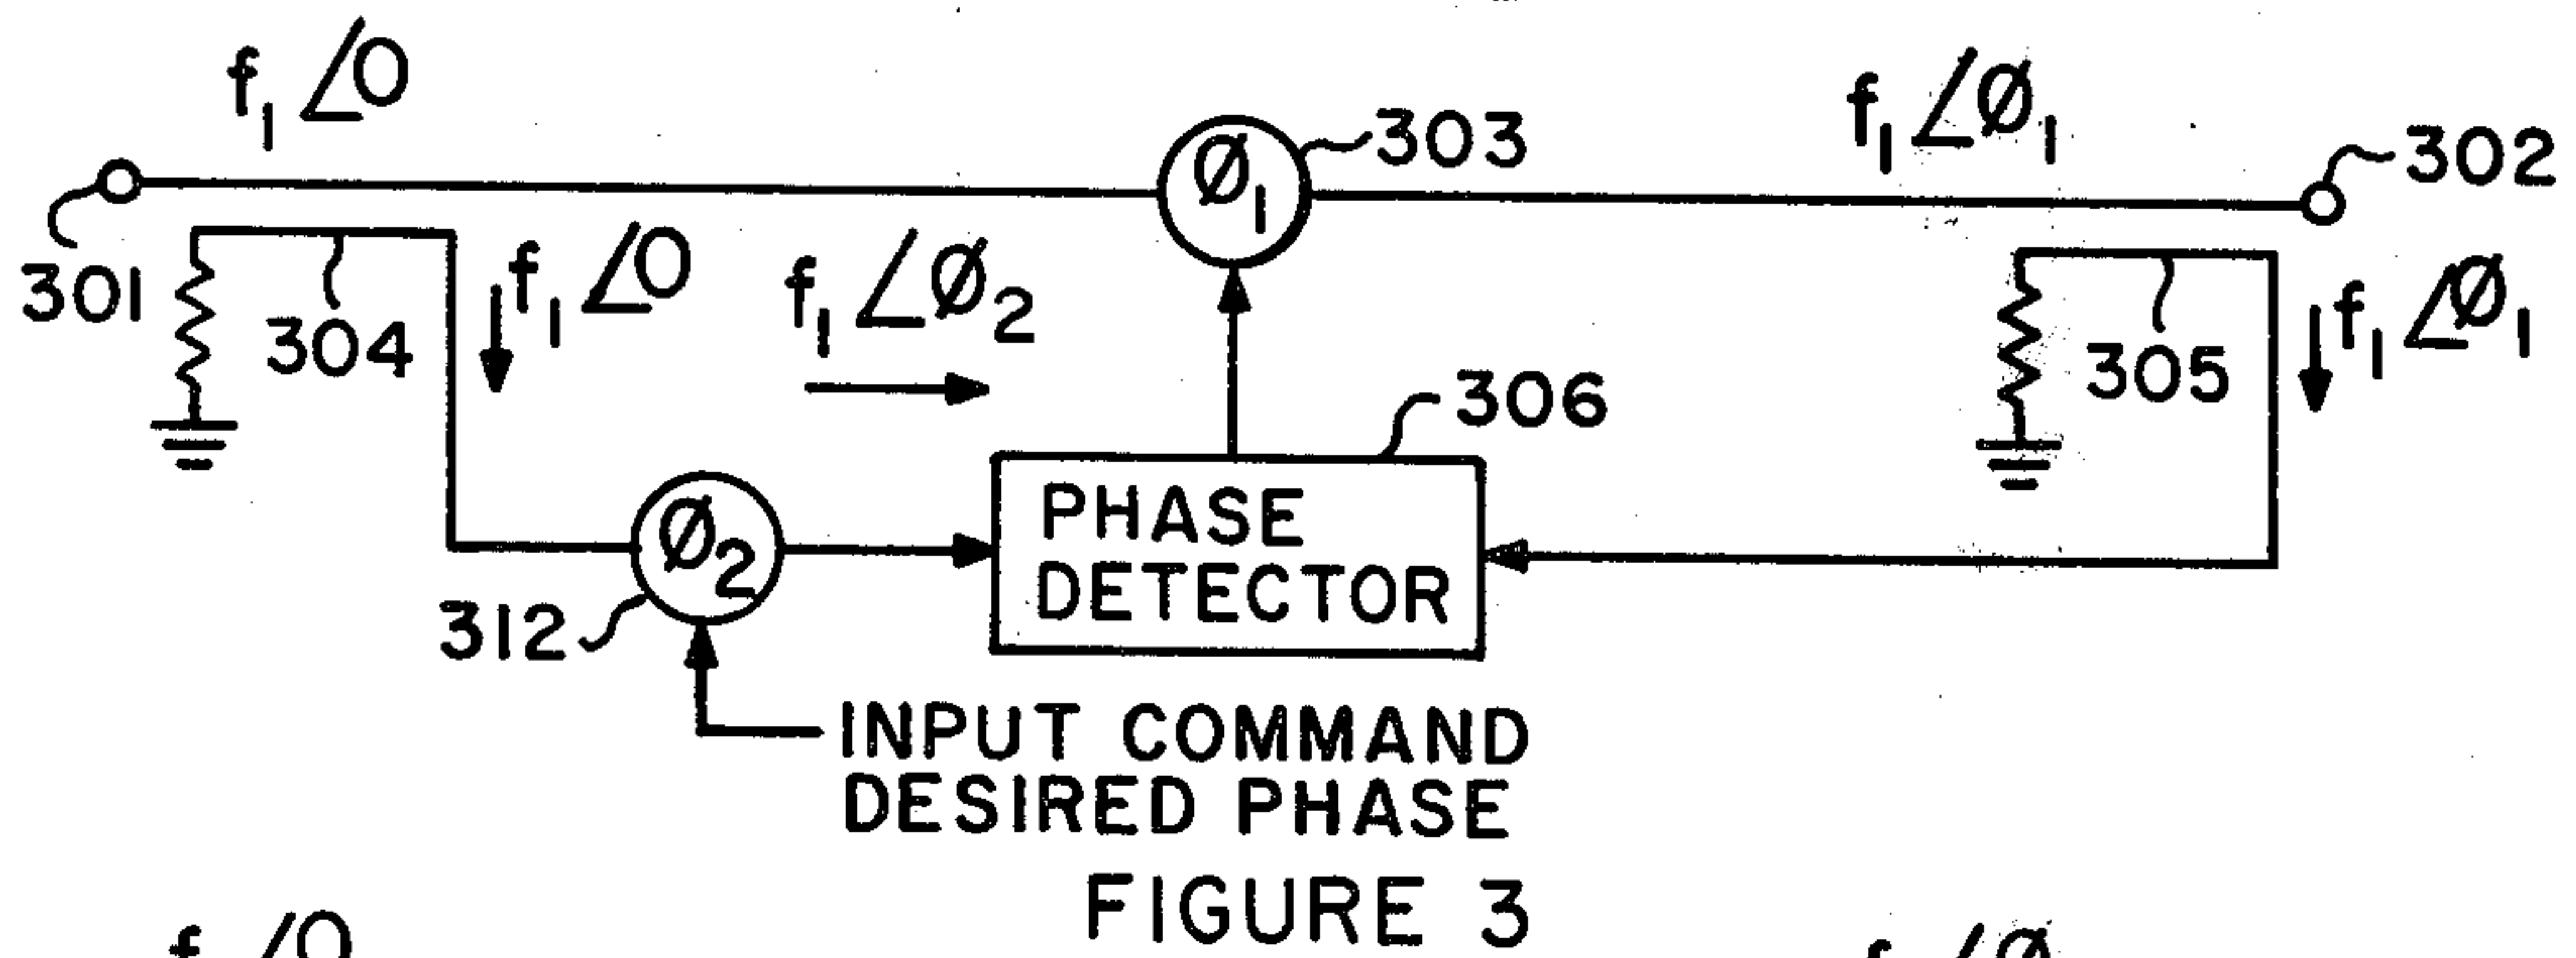 f₁ ∠0
f₁ ∠Ø₁
303
Ø₁
302
301
304
f₁ ∠0
f₁ ∠Ø₂
305
f₁ ∠Ø₁
306
PHASE
DETECTOR
Ø₂
312
INPUT COMMAND
DESIRED PHASE
FIGURE 3